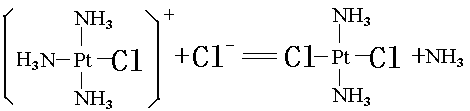 NH₃ NH₃
[H₃N—Pt—Cl]⁺ + Cl⁻ ══ Cl—Pt—Cl + NH₃
NH₃ NH₃